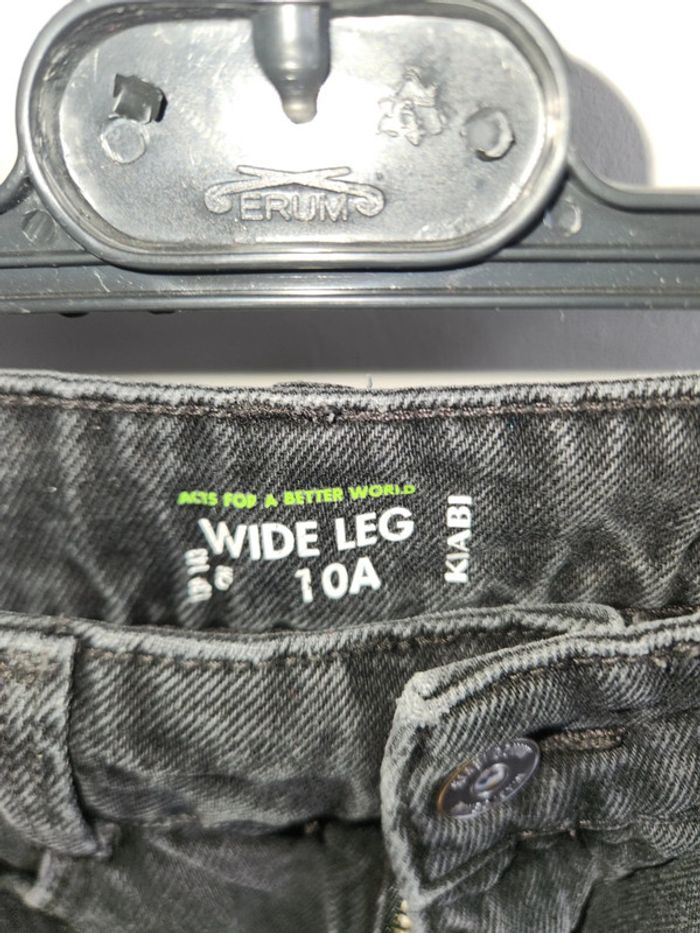 ERUM
ACTS FOR A BETTER WORLD
WIDE LEG
10A
KIABI